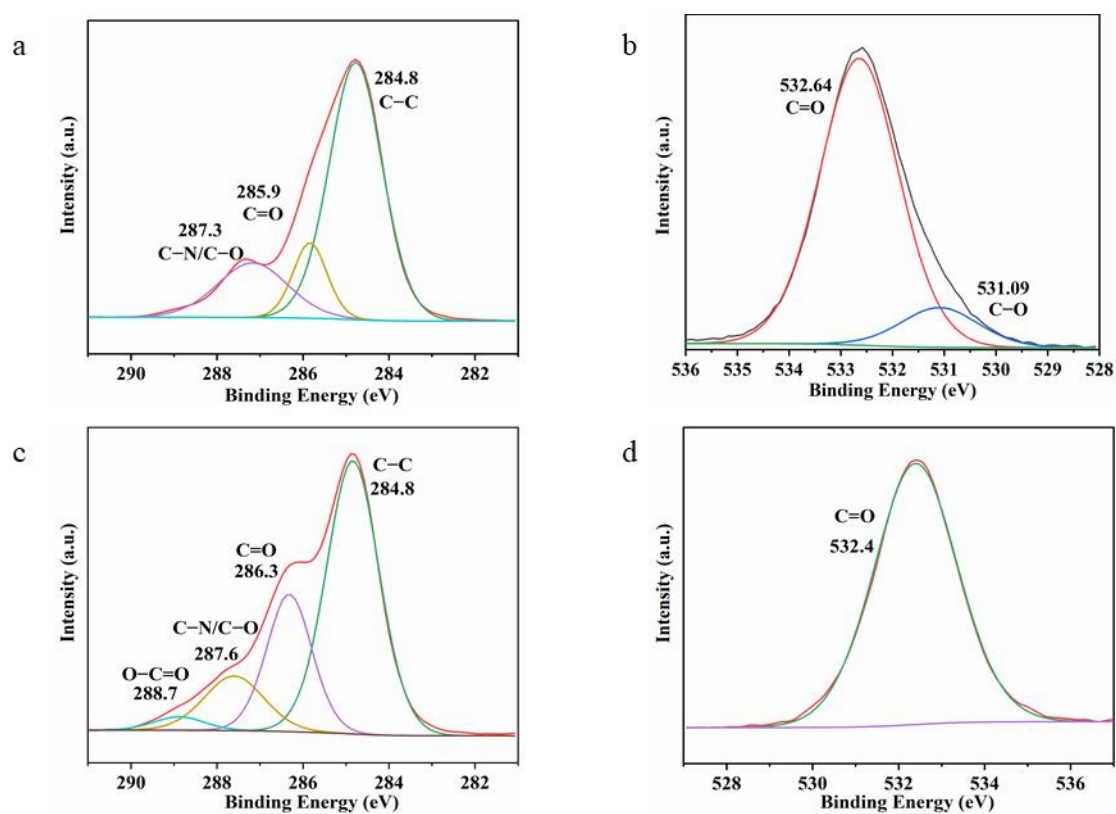 a
284.8
C−C
285.9
C=O
287.3
C−N/C−O
Intensity (a.u.)
290 288 286 284 282
Binding Energy (eV)
b
532.64
C=O
531.09
C−O
Intensity (a.u.)
536 535 534 533 532 531 530 529 528
Binding Energy (eV)
c
C−C
284.8
C=O
286.3
C−N/C−O
287.6
O−C=O
288.7
Intensity (a.u.)
290 288 286 284 282
Binding Energy (eV)
d
C=O
532.4
Intensity (a.u.)
528 530 532 534 536
Binding Energy (eV)